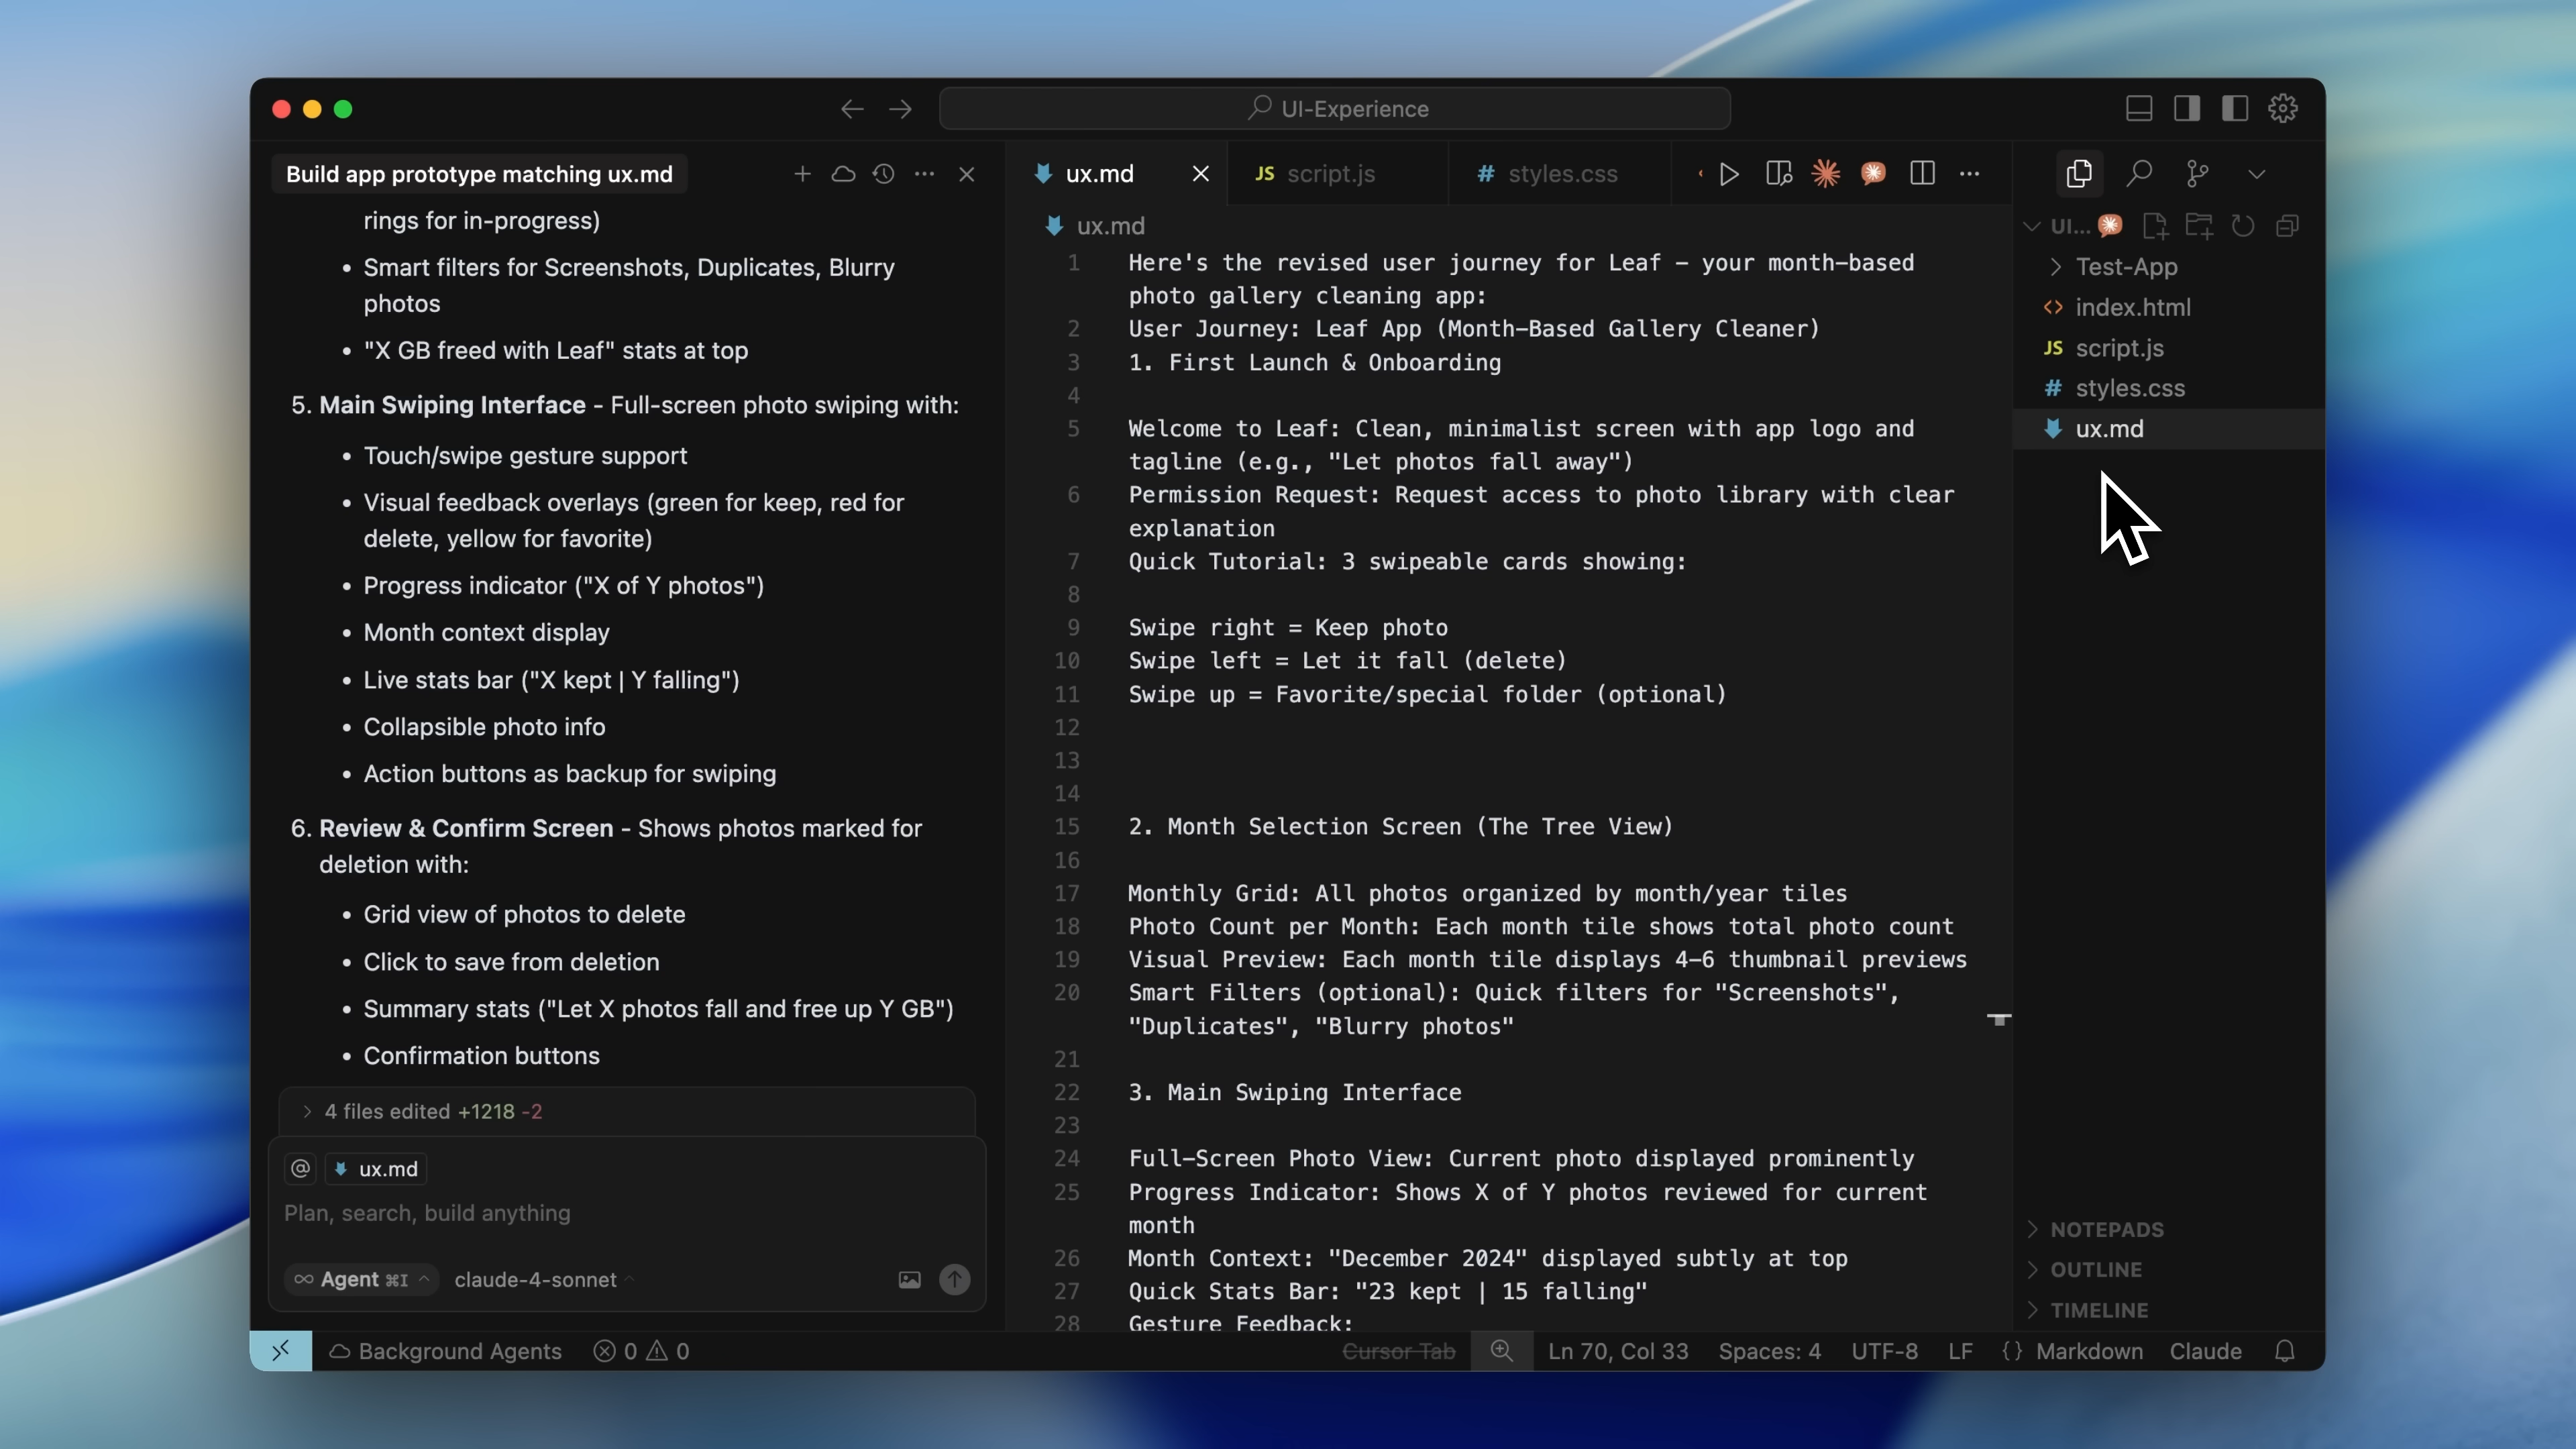 UI-Experience
Build app prototype matching ux.md
rings for in-progress)
• Smart filters for Screenshots, Duplicates, Blurry
photos
• "X GB freed with Leaf" stats at top
5. Main Swiping Interface - Full-screen photo swiping with:
• Touch/swipe gesture support
• Visual feedback overlays (green for keep, red for
delete, yellow for favorite)
• Progress indicator ("X of Y photos")
• Month context display
• Live stats bar ("X kept | Y falling")
• Collapsible photo info
• Action buttons as backup for swiping
6. Review & Confirm Screen - Shows photos marked for
deletion with:
• Grid view of photos to delete
• Click to save from deletion
• Summary stats ("Let X photos fall and free up Y GB")
• Confirmation buttons
4 files edited +1218 -2
@ ux.md
Plan, search, build anything
Agent ⌘I claude-4-sonnet
ux.md JS script.js # styles.css
ux.md
1 Here's the revised user journey for Leaf - your month-based
photo gallery cleaning app:
2 User Journey: Leaf App (Month-Based Gallery Cleaner)
3 1. First Launch & Onboarding
4
5 Welcome to Leaf: Clean, minimalist screen with app logo and
tagline (e.g., "Let photos fall away")
6 Permission Request: Request access to photo library with clear
explanation
7 Quick Tutorial: 3 swipeable cards showing:
8
9 Swipe right = Keep photo
10 Swipe left = Let it fall (delete)
11 Swipe up = Favorite/special folder (optional)
12
13
14
15 2. Month Selection Screen (The Tree View)
16
17 Monthly Grid: All photos organized by month/year tiles
18 Photo Count per Month: Each month tile shows total photo count
19 Visual Preview: Each month tile displays 4-6 thumbnail previews
20 Smart Filters (optional): Quick filters for "Screenshots",
"Duplicates", "Blurry photos"
21
22 3. Main Swiping Interface
23
24 Full-Screen Photo View: Current photo displayed prominently
25 Progress Indicator: Shows X of Y photos reviewed for current
month
26 Month Context: "December 2024" displayed subtly at top
27 Quick Stats Bar: "23 kept | 15 falling"
28 Gesture Feedback:
UI...
Test-App
<> index.html
JS script.js
# styles.css
ux.md
NOTEPADS
OUTLINE
TIMELINE
Background Agents 0 0 Cursor Tab Ln 70, Col 33 Spaces: 4 UTF-8 LF {} Markdown Claude